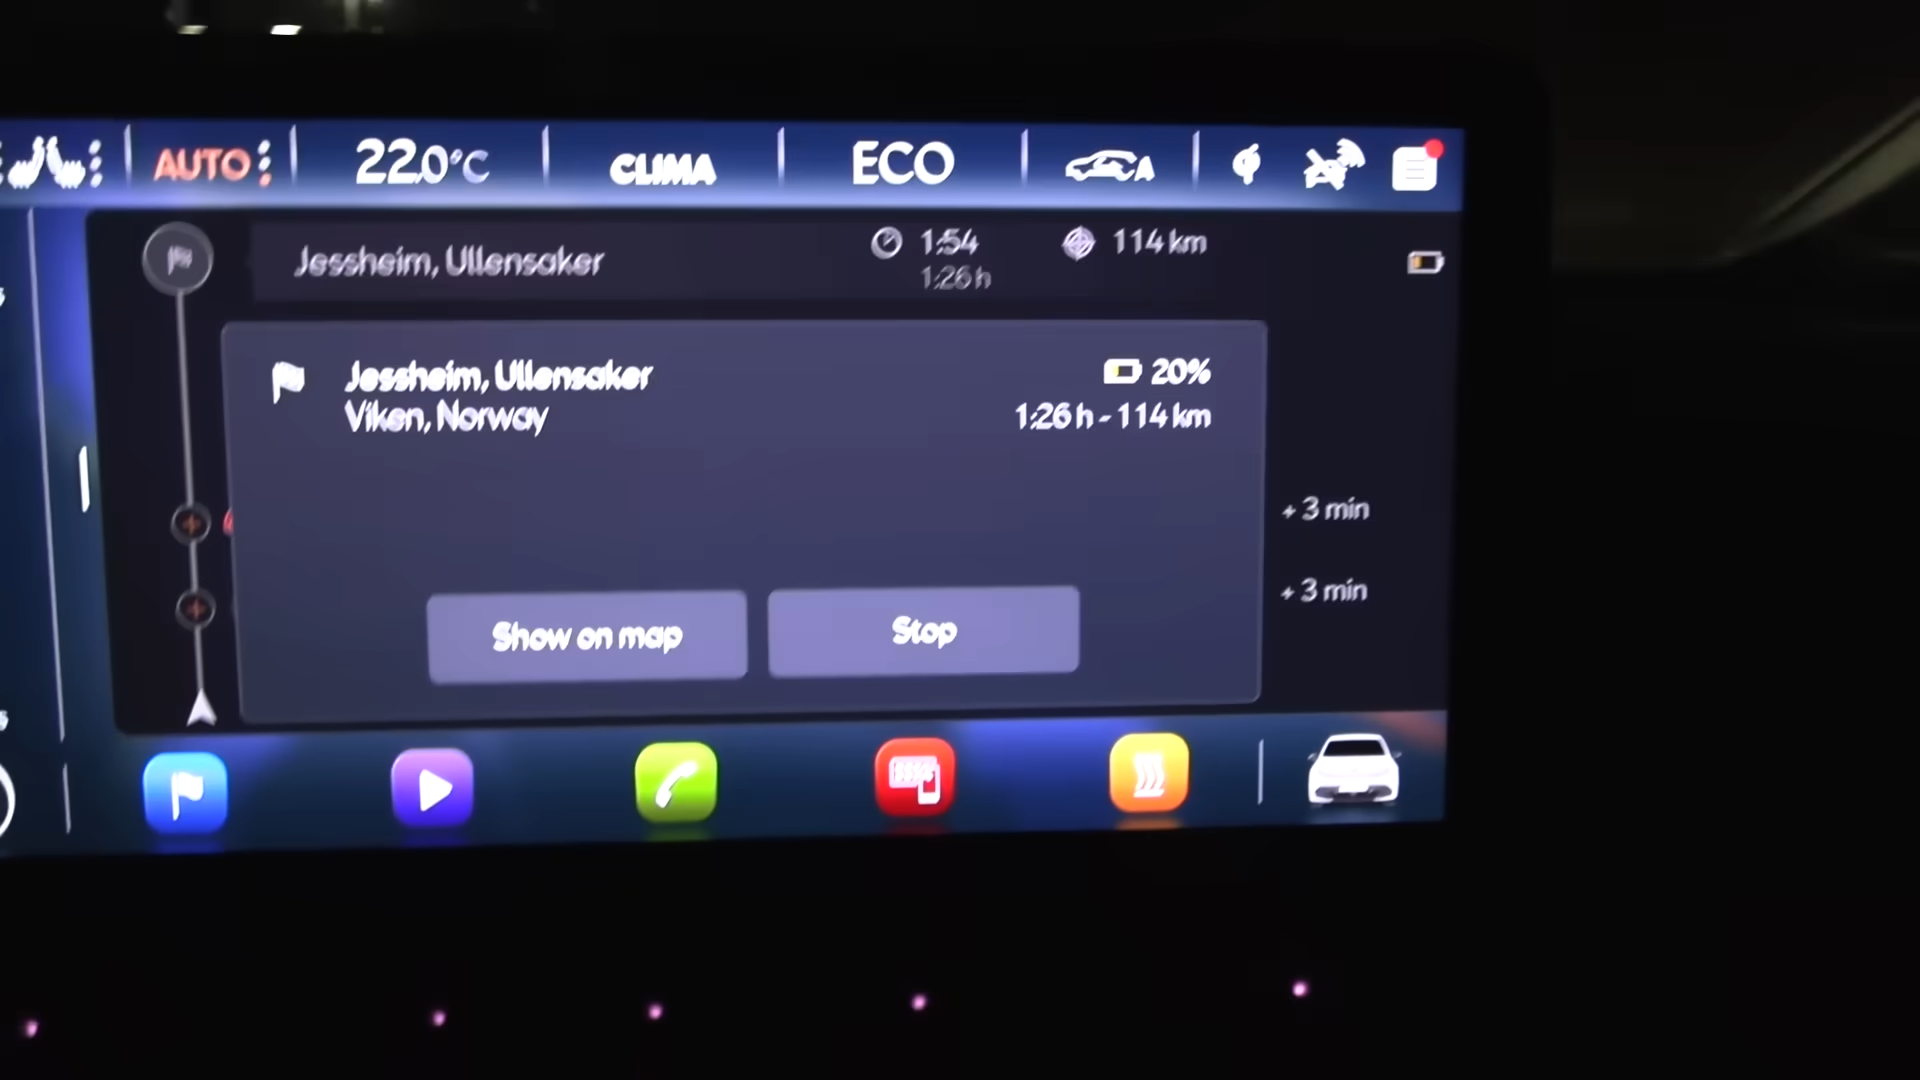 AUTO
22.0°C
CLIMA
ECO
A
Jessheim, Ullensaker
1:54
114 km
1:26 h
Jessheim, Ullensaker
20%
Viken, Norway
1:26 h - 114 km
+ 3 min
+ 3 min
Show on map
Stop